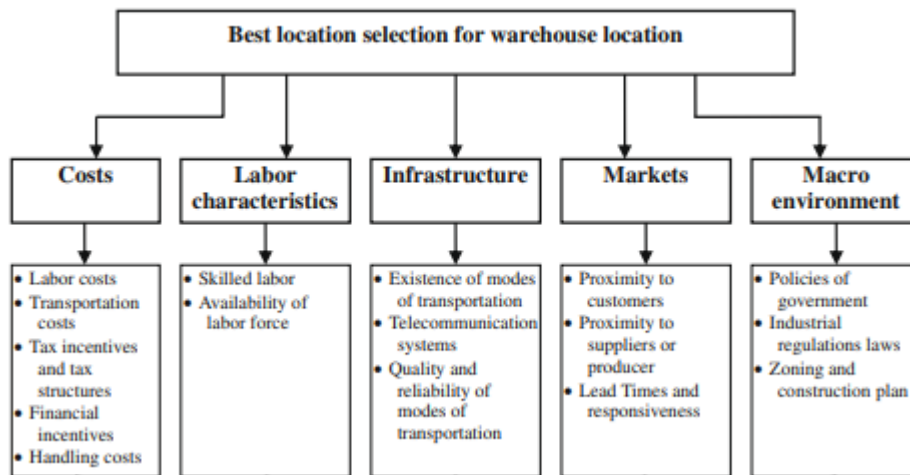 Best location selection for warehouse location
Costs
Labor
characteristics
Infrastructure
Markets
Macro
environment
• Labor costs
• Transportation
costs
• Tax incentives
and tax
structures
• Financial
incentives
• Handling costs
• Skilled labor
• Availability of
labor force
• Existence of modes
of transportation
• Telecommunication
systems
• Quality and
reliability of
modes of
transportation
• Proximity to
customers
• Proximity to
suppliers or
producer
• Lead Times and
responsiveness
• Policies of
government
• Industrial
regulations laws
• Zoning and
construction plan